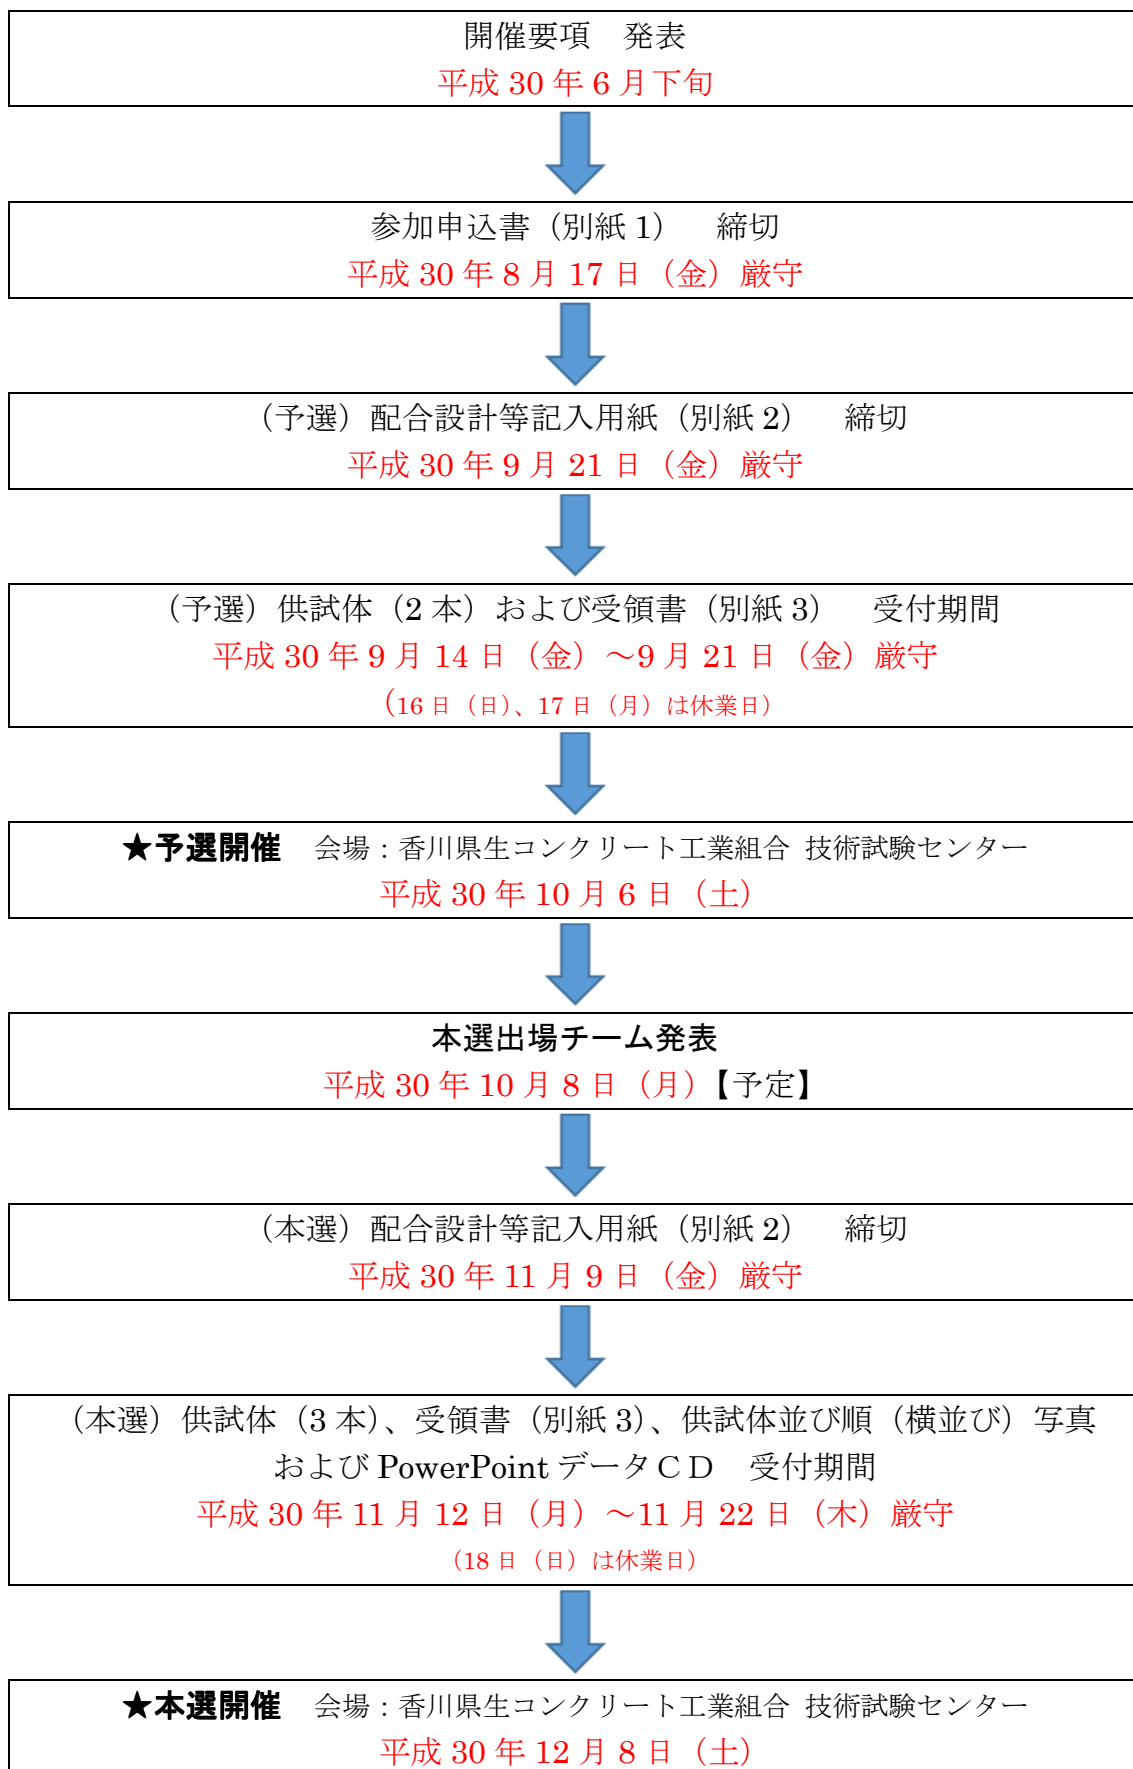 開催要項　発表
平成 30 年 6 月下旬
参加申込書（別紙 1）　締切
平成 30 年 8 月 17 日（金）厳守
（予選）配合設計等記入用紙（別紙 2）　締切
平成 30 年 9 月 21 日（金）厳守
（予選）供試体（2 本）および受領書（別紙 3）　受付期間
平成 30 年 9 月 14 日（金）～9 月 21 日（金）厳守
（16 日（日）、17 日（月）は休業日）
★予選開催　会場：香川県生コンクリート工業組合 技術試験センター
平成 30 年 10 月 6 日（土）
本選出場チーム発表
平成 30 年 10 月 8 日（月）【予定】
（本選）配合設計等記入用紙（別紙 2）　締切
平成 30 年 11 月 9 日（金）厳守
（本選）供試体（3 本）、受領書（別紙 3）、供試体並び順（横並び）写真
および PowerPoint データＣＤ　受付期間
平成 30 年 11 月 12 日（月）～11 月 22 日（木）厳守
（18 日（日）は休業日）
★本選開催　会場：香川県生コンクリート工業組合 技術試験センター
平成 30 年 12 月 8 日（土）